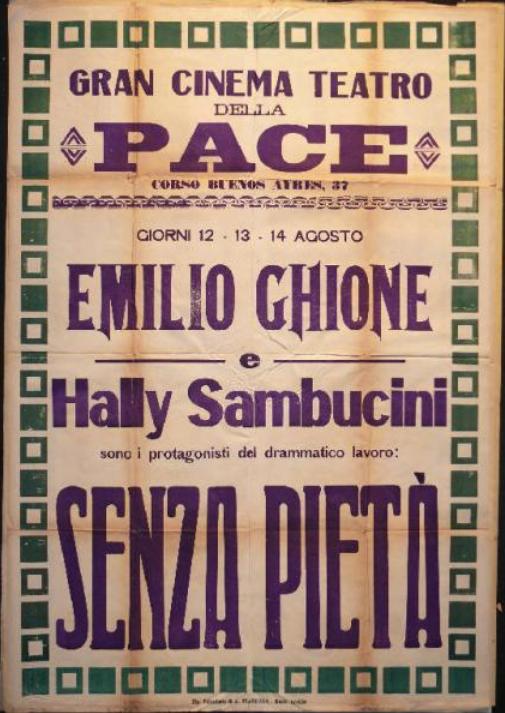 GRAN CINEMA TEATRO
DELLA
PACE
CORSO BUENOS AYRES, 37
GIORNI 12 - 13 - 14 AGOSTO
EMILIO GHIONE
e
Hally Sambucini
sono i protagonisti del drammatico lavoro:
SENZA PIETÀ